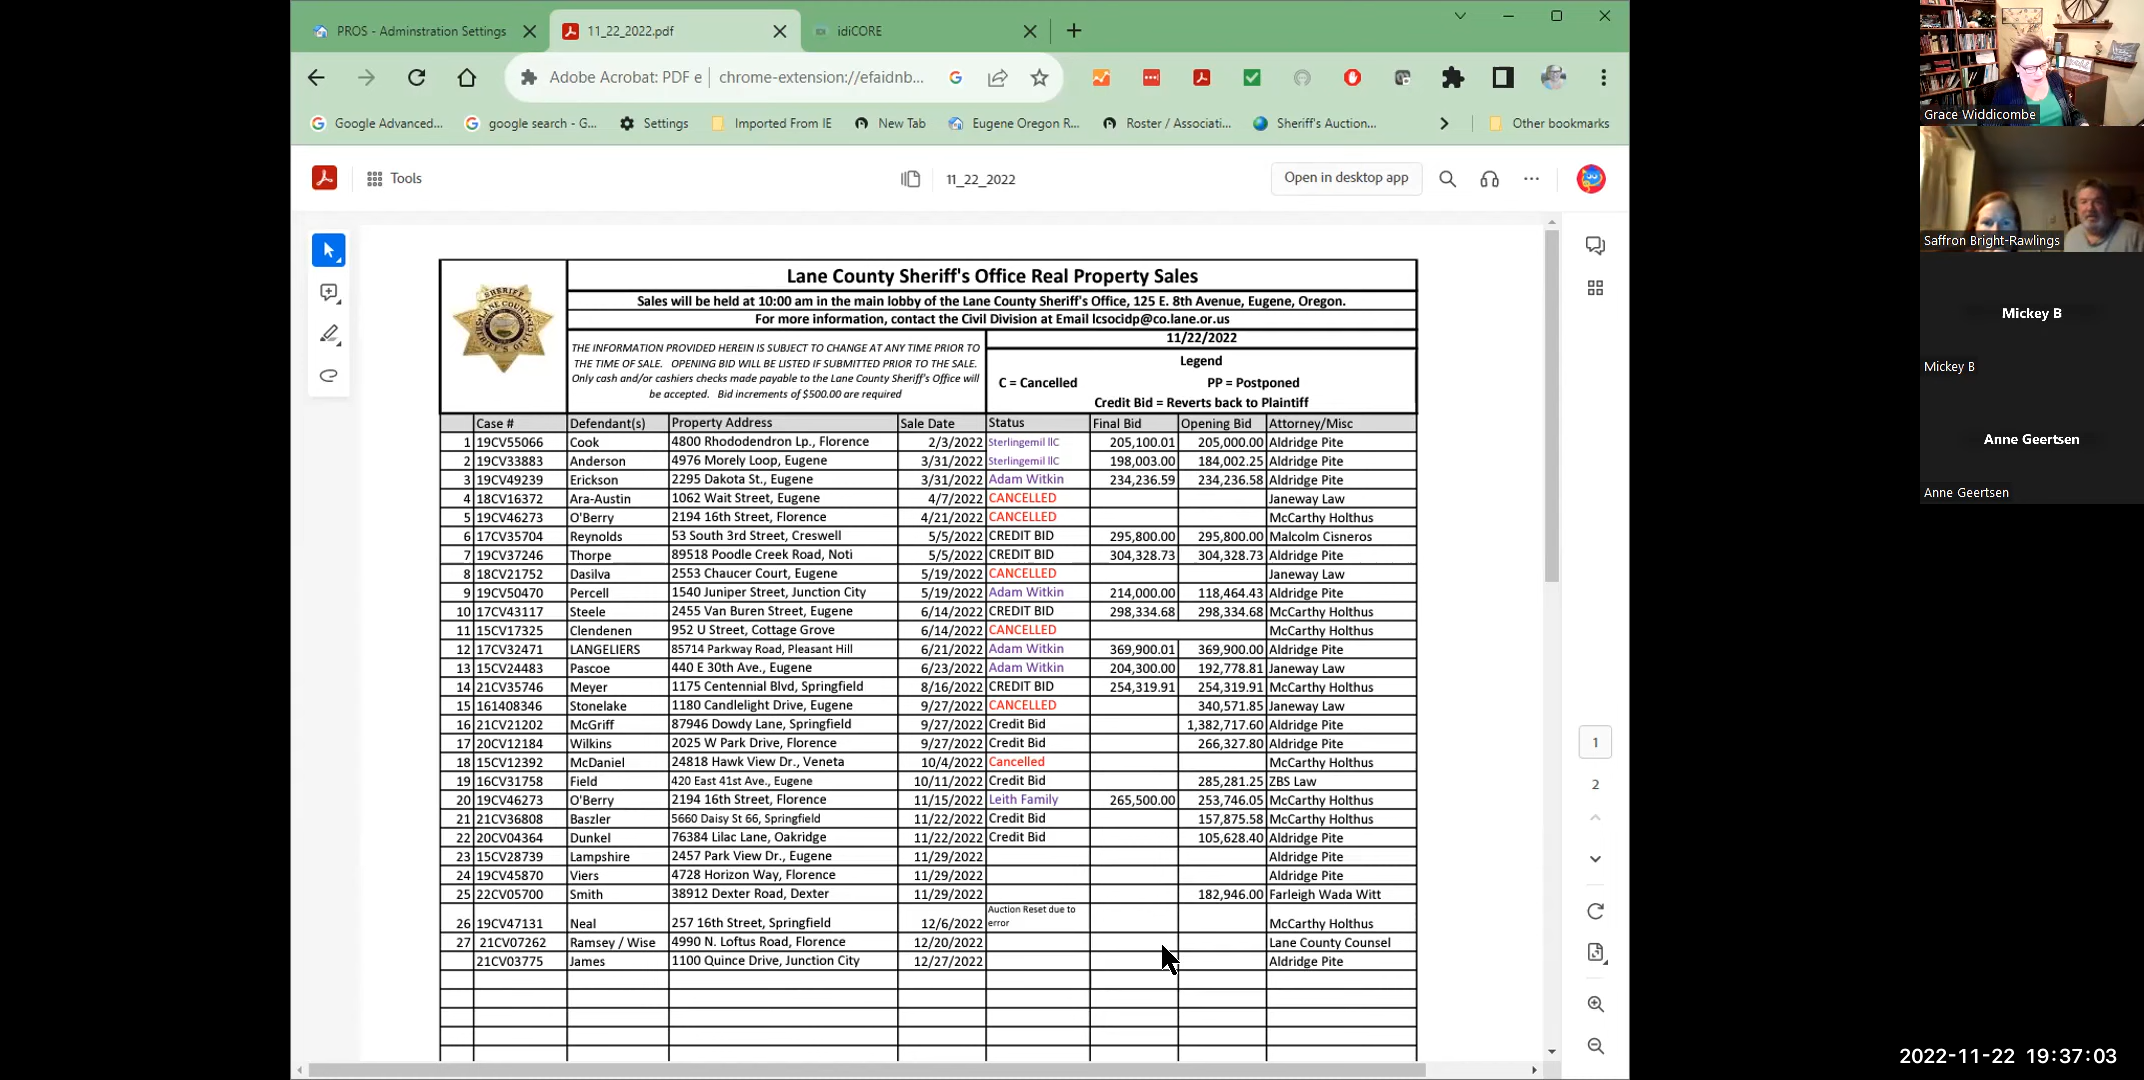 PROS - Adminstration Settings
11_22_2022.pdf
idiCORE
Adobe Acrobat: PDF e
chrome-extension://efaidnb...
Google Advanced...
google search - G...
Settings
Imported From IE
New Tab
Eugene Oregon R...
Roster / Associati...
Sheriff's Auction...
Other bookmarks
Tools
11_22_2022
Open in desktop app
Lane County Sheriff's Office Real Property Sales
Sales will be held at 10:00 am in the main lobby of the Lane County Sheriff's Office, 125 E. 8th Avenue, Eugene, Oregon.
For more information, contact the Civil Division at Email lcsocidp@co.lane.or.us
THE INFORMATION PROVIDED HEREIN IS SUBJECT TO CHANGE AT ANY TIME PRIOR TO
THE TIME OF SALE. OPENING BID WILL BE LISTED IF SUBMITTED PRIOR TO THE SALE.
Only cash and/or cashiers checks made payable to the Lane County Sheriff's Office will
be accepted. Bid increments of $500.00 are required
11/22/2022
Legend
C = Cancelled PP = Postponed
Credit Bid = Reverts back to Plaintiff
Case # Defendant(s) Property Address Sale Date Status Final Bid Opening Bid Attorney/Misc
1 19CV55066 Cook 4800 Rhododendron Lp., Florence 2/3/2022 Sterlingemil llC 205,100.01 205,000.00 Aldridge Pite
2 19CV33883 Anderson 4976 Morely Loop, Eugene 3/31/2022 Sterlingemil llC 198,003.00 184,002.25 Aldridge Pite
3 19CV49239 Erickson 2295 Dakota St., Eugene 3/31/2022 Adam Witkin 234,236.59 234,236.58 Aldridge Pite
4 18CV16372 Ara-Austin 1062 Wait Street, Eugene 4/7/2022 CANCELLED Janeway Law
5 19CV46273 O'Berry 2194 16th Street, Florence 4/21/2022 CANCELLED McCarthy Holthus
6 17CV35704 Reynolds 53 South 3rd Street, Creswell 5/5/2022 CREDIT BID 295,800.00 295,800.00 Malcolm Cisneros
7 19CV37246 Thorpe 89518 Poodle Creek Road, Noti 5/5/2022 CREDIT BID 304,328.73 304,328.73 Aldridge Pite
8 18CV21752 Dasilva 2553 Chaucer Court, Eugene 5/19/2022 CANCELLED Janeway Law
9 19CV50470 Percell 1540 Juniper Street, Junction City 5/19/2022 Adam Witkin 214,000.00 118,464.43 Aldridge Pite
10 17CV43117 Steele 2455 Van Buren Street, Eugene 6/14/2022 CREDIT BID 298,334.68 298,334.68 McCarthy Holthus
11 15CV17325 Clendenen 952 U Street, Cottage Grove 6/14/2022 CANCELLED McCarthy Holthus
12 17CV32471 LANGELIERS 85714 Parkway Road, Pleasant Hill 6/21/2022 Adam Witkin 369,900.01 369,900.00 Aldridge Pite
13 15CV24483 Pascoe 440 E 30th Ave., Eugene 6/23/2022 Adam Witkin 204,300.00 192,778.81 Janeway Law
14 21CV35746 Meyer 1175 Centennial Blvd, Springfield 8/16/2022 CREDIT BID 254,319.91 254,319.91 McCarthy Holthus
15 161408346 Stonelake 1180 Candlelight Drive, Eugene 9/27/2022 CANCELLED 340,571.85 Janeway Law
16 21CV21202 McGriff 87946 Dowdy Lane, Springfield 9/27/2022 Credit Bid 1,382,717.60 Aldridge Pite
17 20CV12184 Wilkins 2025 W Park Drive, Florence 9/27/2022 Credit Bid 266,327.80 Aldridge Pite
18 15CV12392 McDaniel 24818 Hawk View Dr., Veneta 10/4/2022 Cancelled McCarthy Holthus
19 16CV31758 Field 420 East 41st Ave., Eugene 10/11/2022 Credit Bid 285,281.25 ZBS Law
20 19CV46273 O'Berry 2194 16th Street, Florence 11/15/2022 Leith Family 265,500.00 253,746.05 McCarthy Holthus
21 21CV36808 Baszler 5660 Daisy St 66, Springfield 11/22/2022 Credit Bid 157,875.58 McCarthy Holthus
22 20CV04364 Dunkel 76384 Lilac Lane, Oakridge 11/22/2022 Credit Bid 105,628.40 Aldridge Pite
23 15CV28739 Lampshire 2457 Park View Dr., Eugene 11/29/2022 Aldridge Pite
24 19CV45870 Viers 4728 Horizon Way, Florence 11/29/2022 Aldridge Pite
25 22CV05700 Smith 38912 Dexter Road, Dexter 11/29/2022 182,946.00 Farleigh Wada Witt
26 19CV47131 Neal 257 16th Street, Springfield 12/6/2022 Auction Reset due to error McCarthy Holthus
27 21CV07262 Ramsey / Wise 4990 N. Loftus Road, Florence 12/20/2022 Lane County Counsel
21CV03775 James 1100 Quince Drive, Junction City 12/27/2022 Aldridge Pite
1
2
Grace Widdicombe
Saffron Bright-Rawlings
Mickey B
Mickey B
Anne Geertsen
Anne Geertsen
2022-11-22 19:37:03